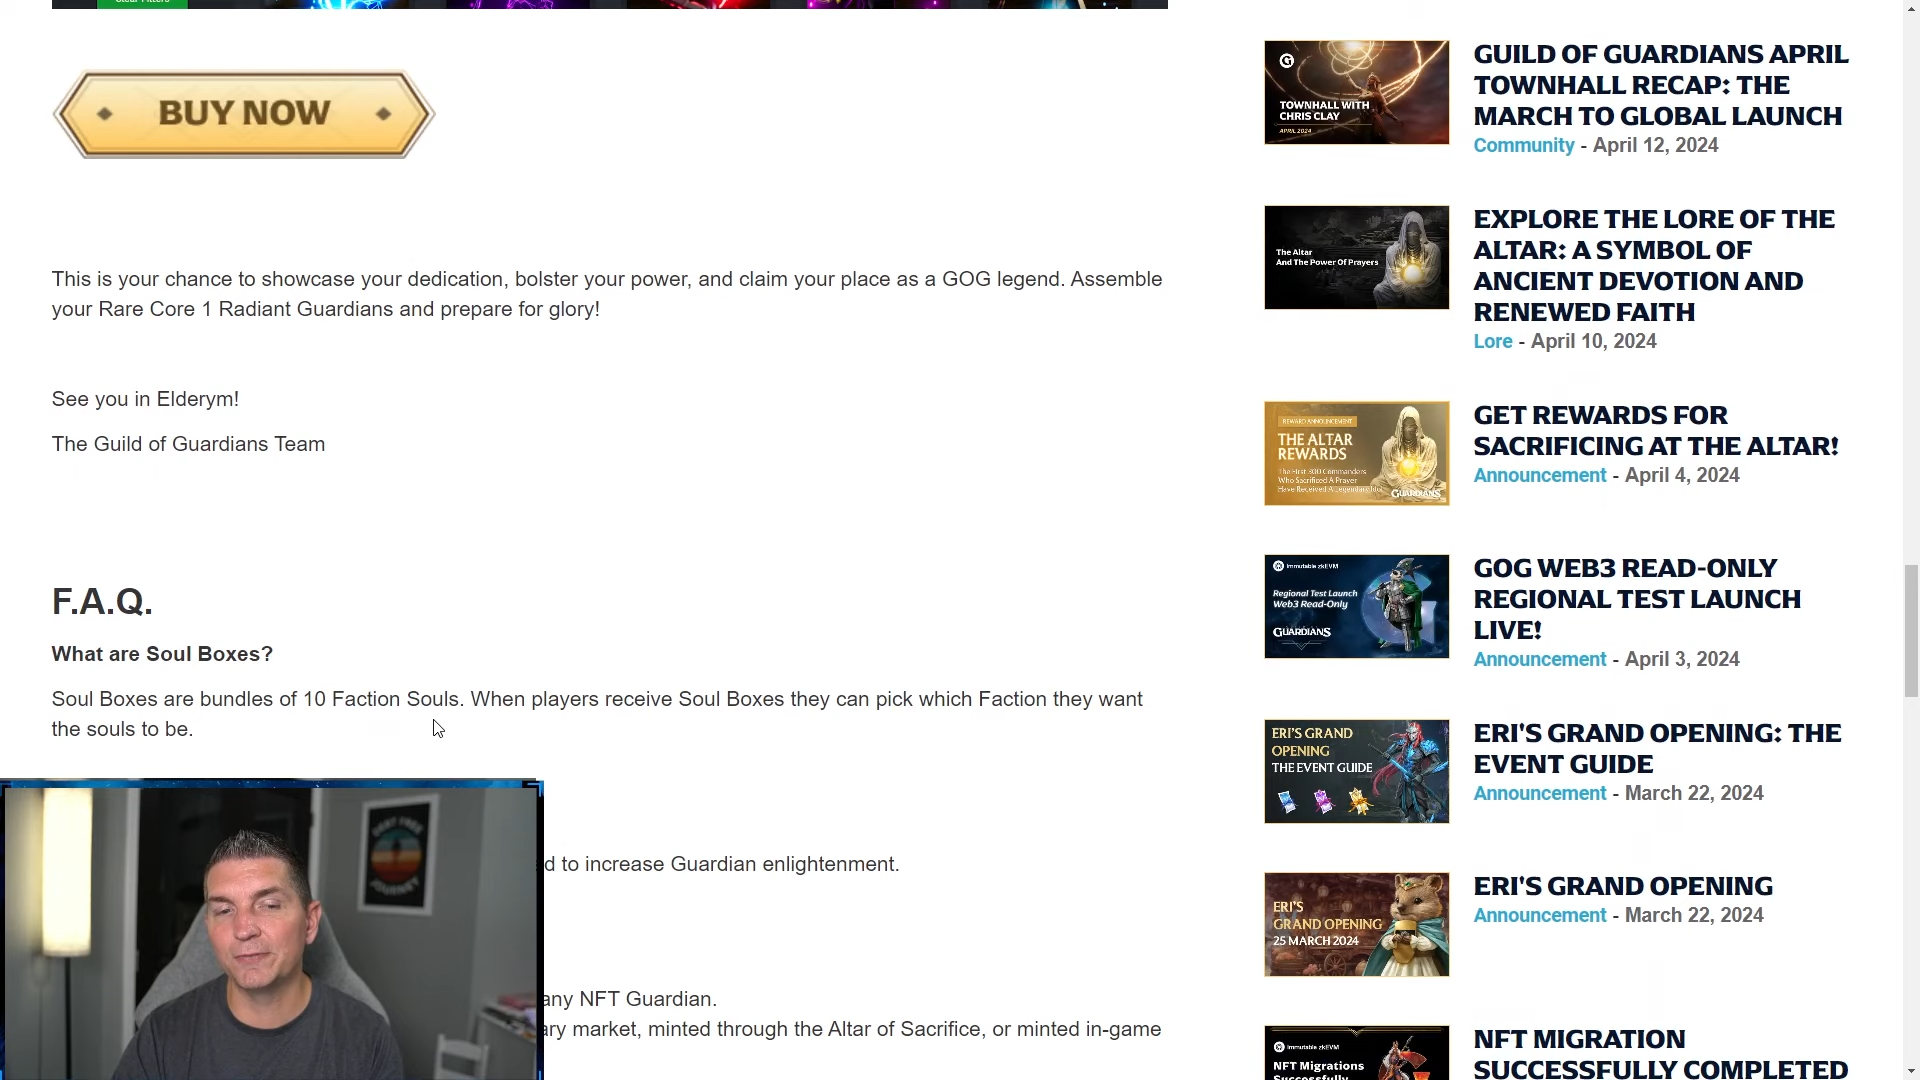 BUY NOW
This is your chance to showcase your dedication, bolster your power, and claim your place as a GOG legend. Assemble
your Rare Core 1 Radiant Guardians and prepare for glory!
See you in Elderym!
The Guild of Guardians Team
F.A.Q.
What are Soul Boxes?
Soul Boxes are bundles of 10 Faction Souls. When players receive Soul Boxes they can pick which Faction they want
the souls to be.
d to increase Guardian enlightenment.
any NFT Guardian.
ary market, minted through the Altar of Sacrifice, or minted in-game
JOURNEY
TOWNHALL WITH
CHRIS CLAY
APRIL 2024
GUILD OF GUARDIANS APRIL
TOWNHALL RECAP: THE
MARCH TO GLOBAL LAUNCH
Community - April 12, 2024
The Altar
And The Power Of Prayers
EXPLORE THE LORE OF THE
ALTAR: A SYMBOL OF
ANCIENT DEVOTION AND
RENEWED FAITH
Lore - April 10, 2024
REWARD ANNOUNCEMENT
THE ALTAR
REWARDS
The First 300 Commanders
Who Sacrificed A Prayer
Have Received A Legendary Idol
GUARDIANS
GET REWARDS FOR
SACRIFICING AT THE ALTAR!
Announcement - April 4, 2024
Immutable zkEVM
Regional Test Launch
Web3 Read-Only
GUARDIANS
GOG WEB3 READ-ONLY
REGIONAL TEST LAUNCH
LIVE!
Announcement - April 3, 2024
ERI'S GRAND
OPENING
THE EVENT GUIDE
ERI'S GRAND OPENING: THE
EVENT GUIDE
Announcement - March 22, 2024
ERI'S
GRAND OPENING
25 MARCH 2024
ERI'S GRAND OPENING
Announcement - March 22, 2024
Immutable zkEVM
NFT Migrations
Successfully
NFT MIGRATION
SUCCESSFULLY COMPLETED